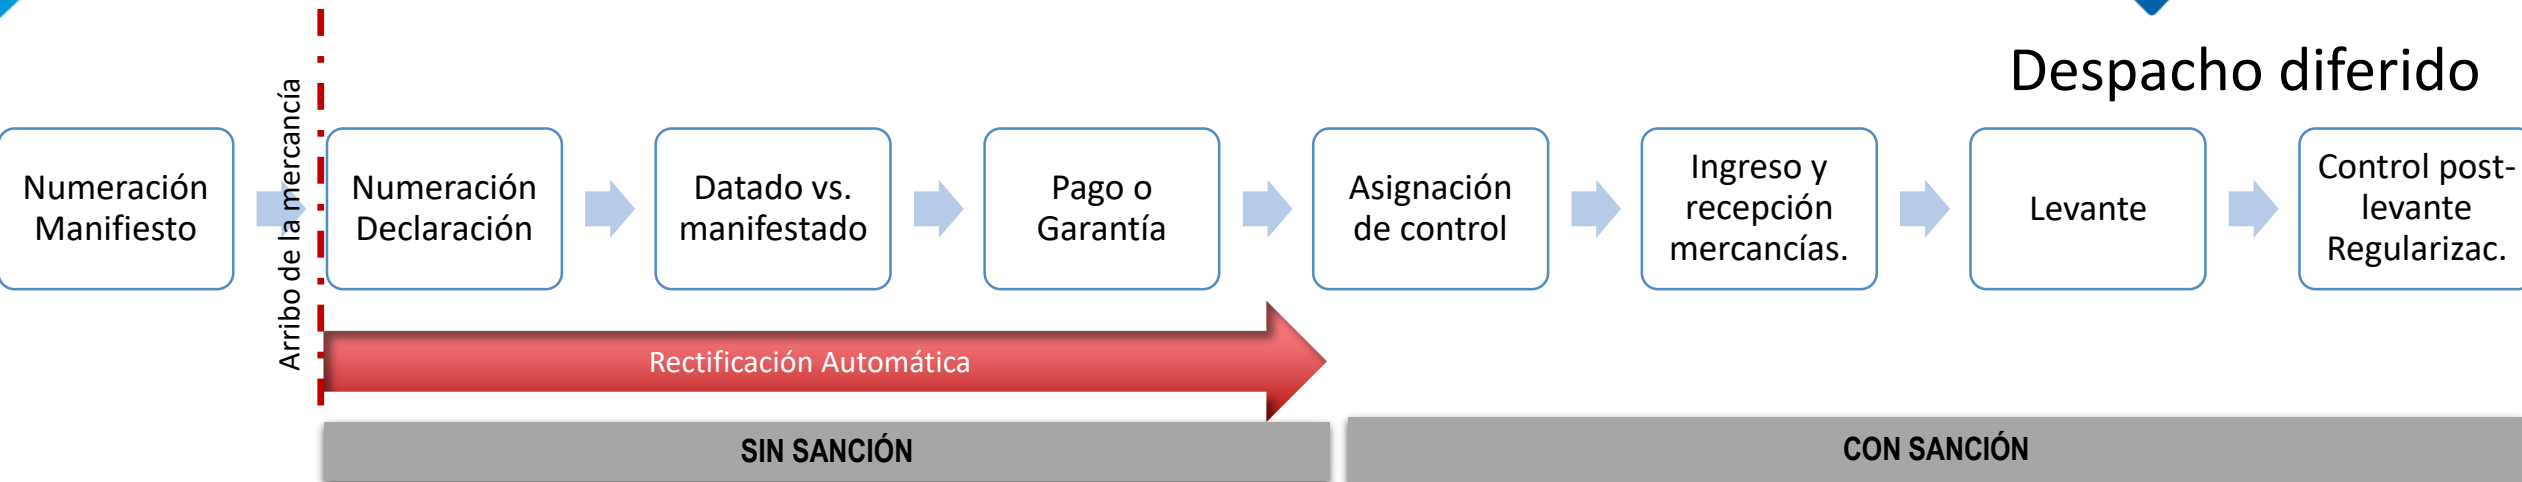 Despacho diferido
Numeración
Manifiesto
Arribo de la mercancía
Numeración
Declaración
Datado vs.
manifestado
Pago o
Garantía
Asignación
de control
Ingreso y
recepción
mercancías.
Levante
Control post-
levante
Regularizac.
Rectificación Automática
SIN SANCIÓN
CON SANCIÓN